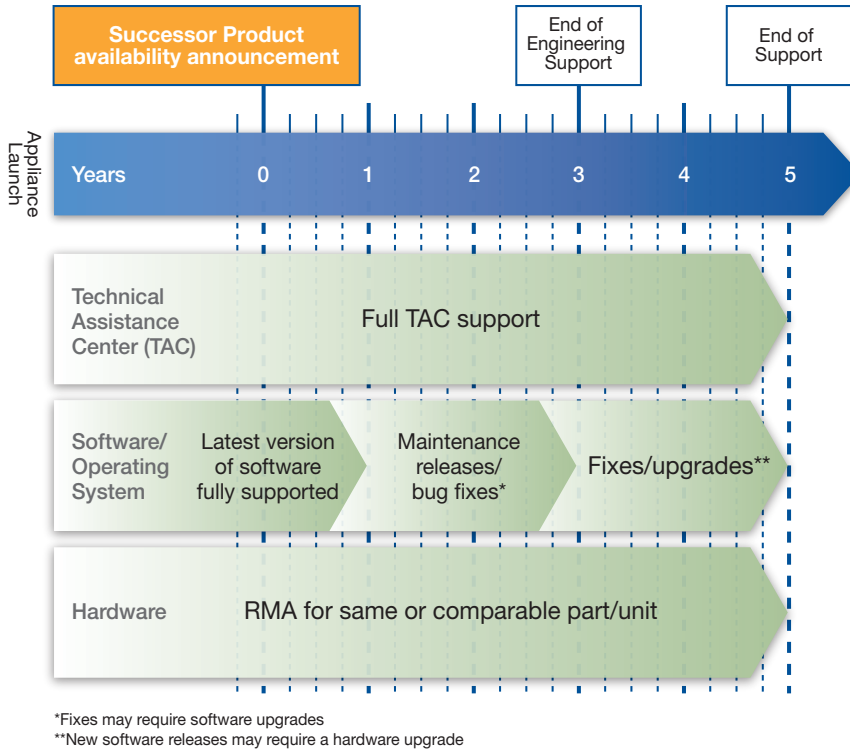 Successor Product
availability announcement
End of
Engineering
Support
End of
Support
Appliance
Launch
Years 0 1 2 3 4 5
Technical
Assistance
Center (TAC)
Full TAC support
Software/
Operating
System
Latest version
of software
fully supported
Maintenance
releases/
bug fixes*
Fixes/upgrades**
Hardware
RMA for same or comparable part/unit
*Fixes may require software upgrades
**New software releases may require a hardware upgrade